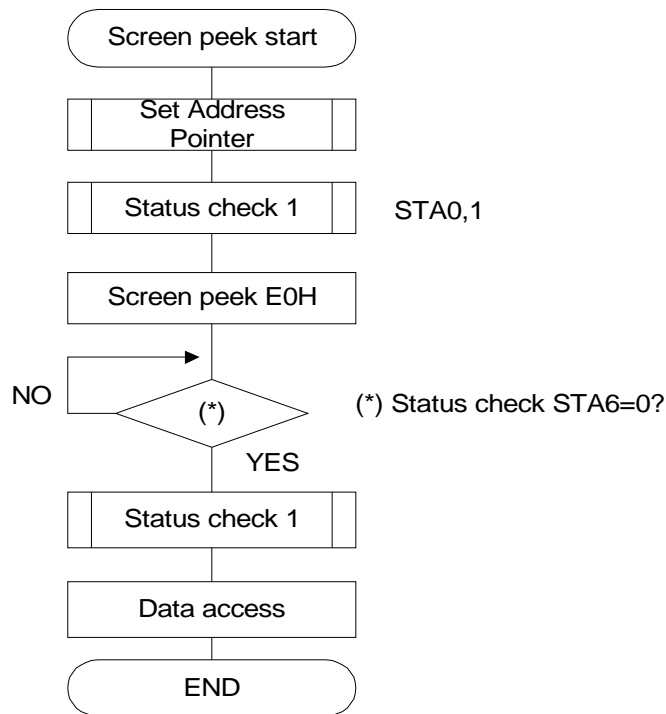 Screen peek start
Set Address
Pointer
Status check 1
STA0,1
Screen peek E0H
NO
(*)
(*) Status check STA6=0?
YES
Status check 1
Data access
END